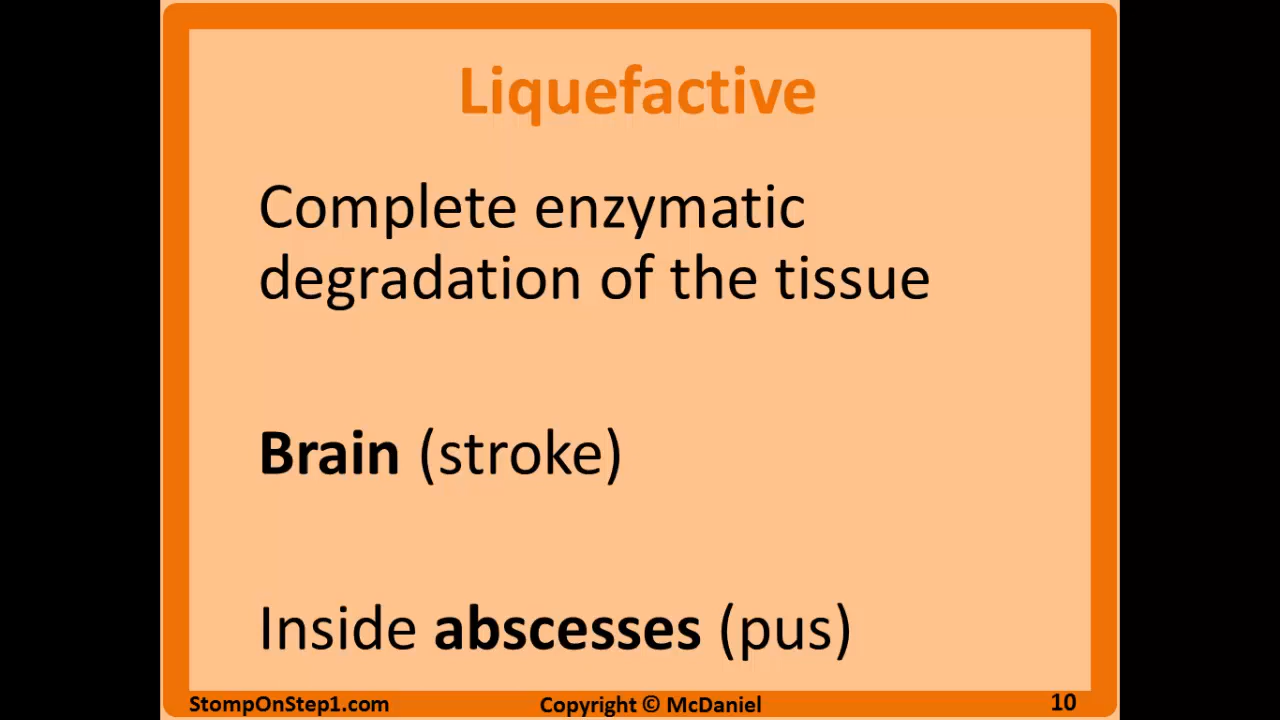 Liquefactive
Complete enzymatic
degradation of the tissue
Brain (stroke)
Inside abscesses (pus)
StompOnStep1.com Copyright © McDaniel 10